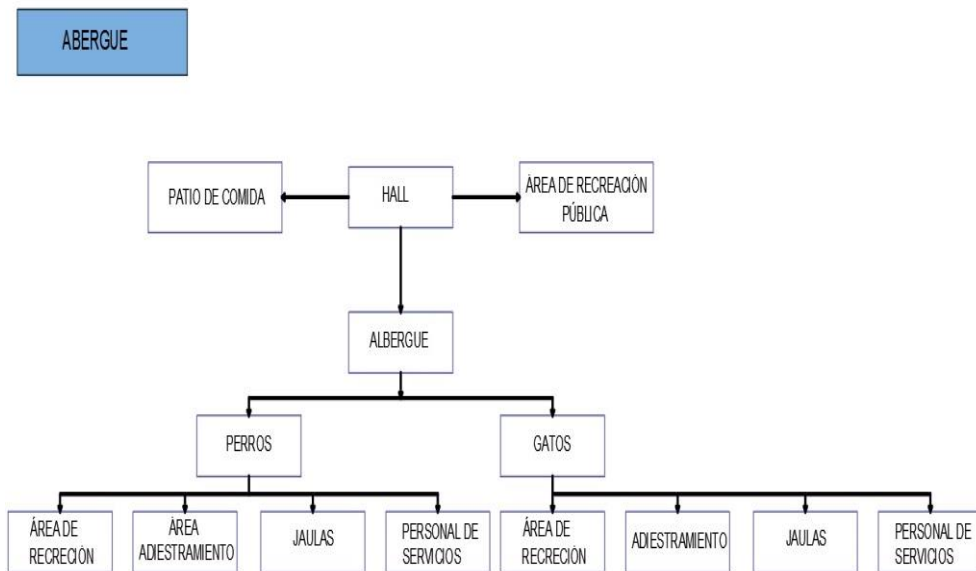 ABERGUE
PATIO DE COMIDA
HALL
ÁREA DE RECREACIÓN
PÚBLICA
ALBERGUE
PERROS
GATOS
ÁREA DE
RECRECIÓN
ÁREA
ADIESTRAMIENTO
JAULAS
PERSONAL DE
SERVICIOS
ÁREA DE
RECRECIÓN
ADIESTRAMIENTO
JAULAS
PERSONAL DE
SERVICIOS